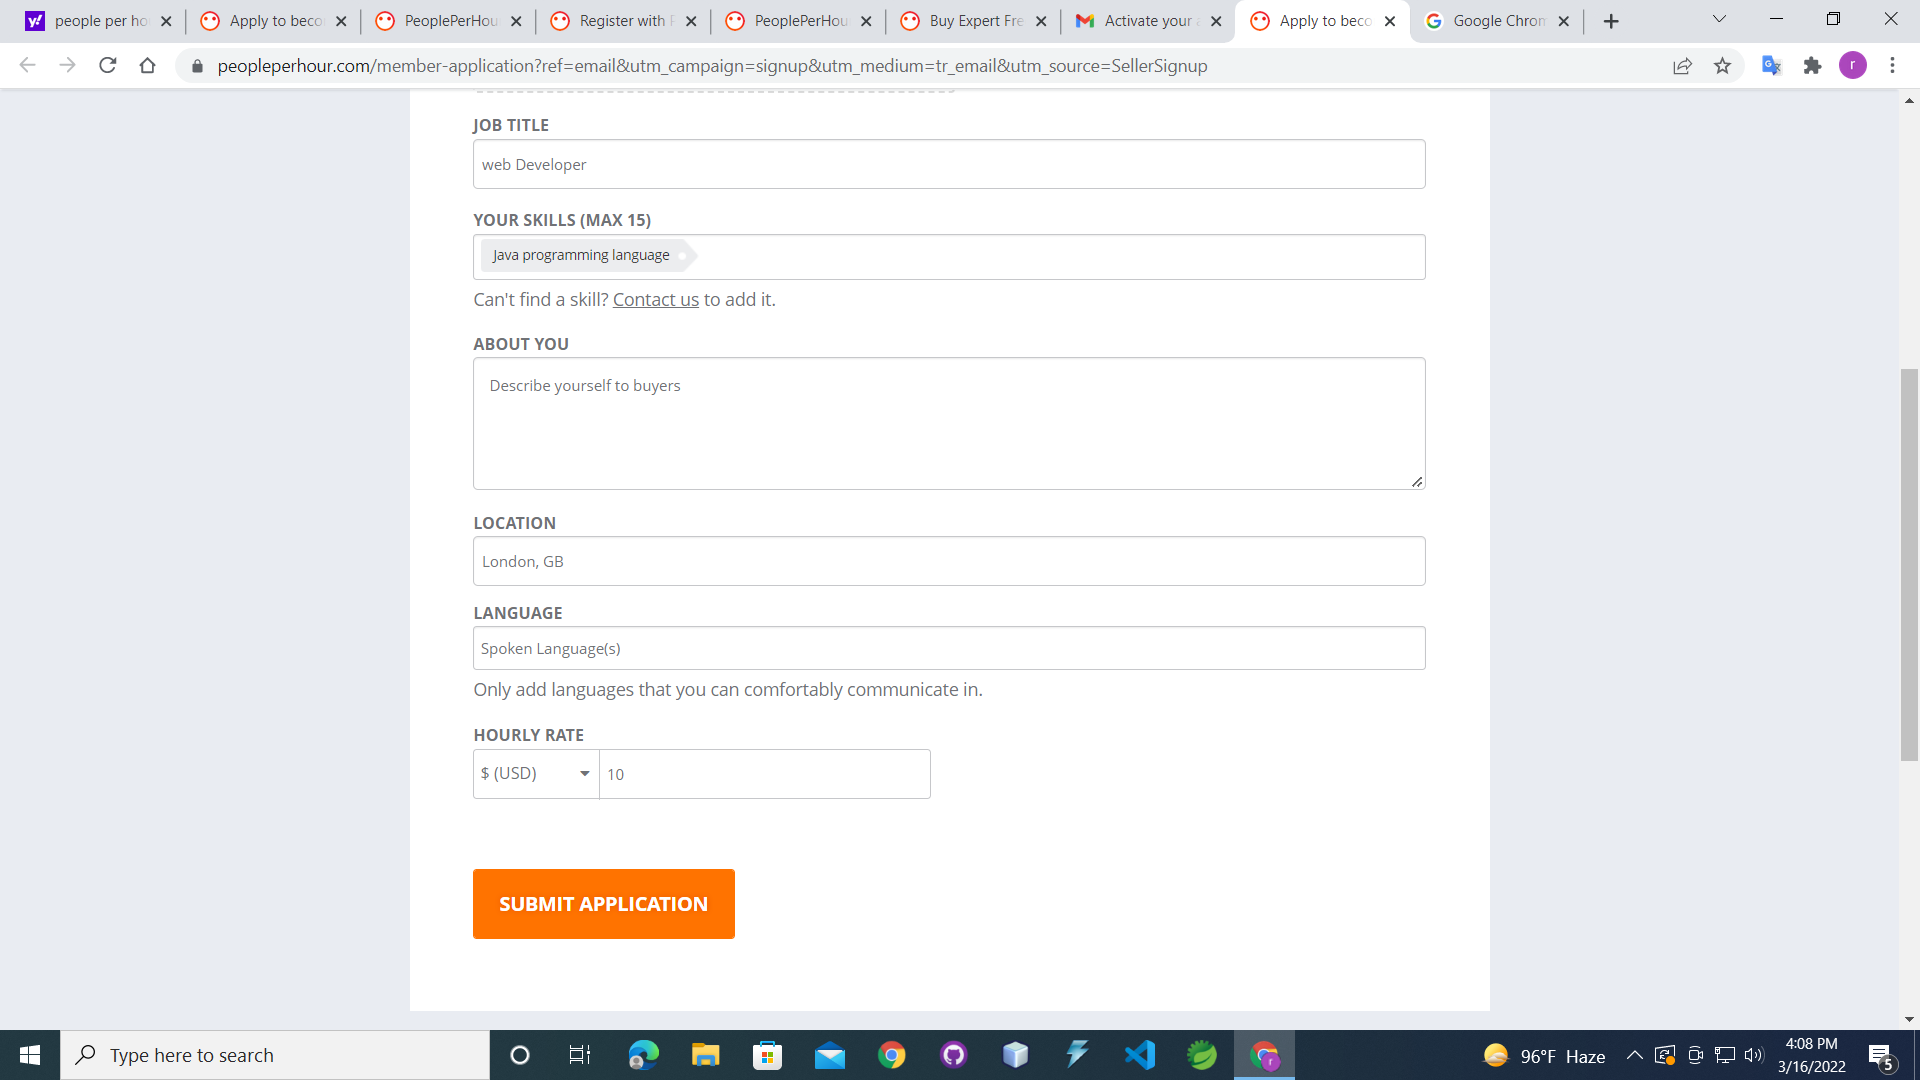 people per ho
Apply to beco
PeoplePerHou
Register with P
PeoplePerHou
Buy Expert Fre
Activate your a
Apply to beco
Google Chrom
peopleperhour.com/member-application?ref=email&utm_campaign=signup&utm_medium=tr_email&utm_source=SellerSignup
r
JOB TITLE
web Developer
YOUR SKILLS (MAX 15)
Java programming language
Can't find a skill? Contact us to add it.
ABOUT YOU
Describe yourself to buyers
LOCATION
London, GB
LANGUAGE
Spoken Language(s)
Only add languages that you can comfortably communicate in.
HOURLY RATE
$ (USD) 10
SUBMIT APPLICATION
Type here to search
96°F Haze
4:08 PM
3/16/2022
5